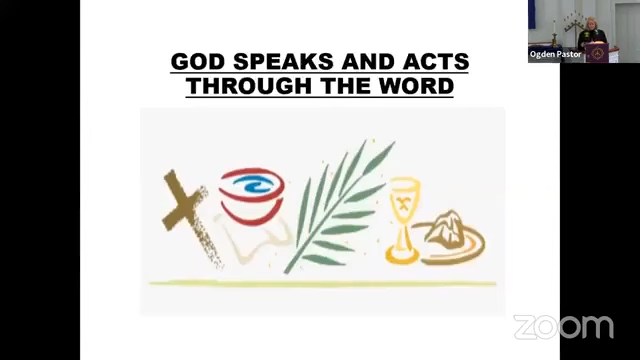 GOD SPEAKS AND ACTS
THROUGH THE WORD
Ogden Pastor
zoom